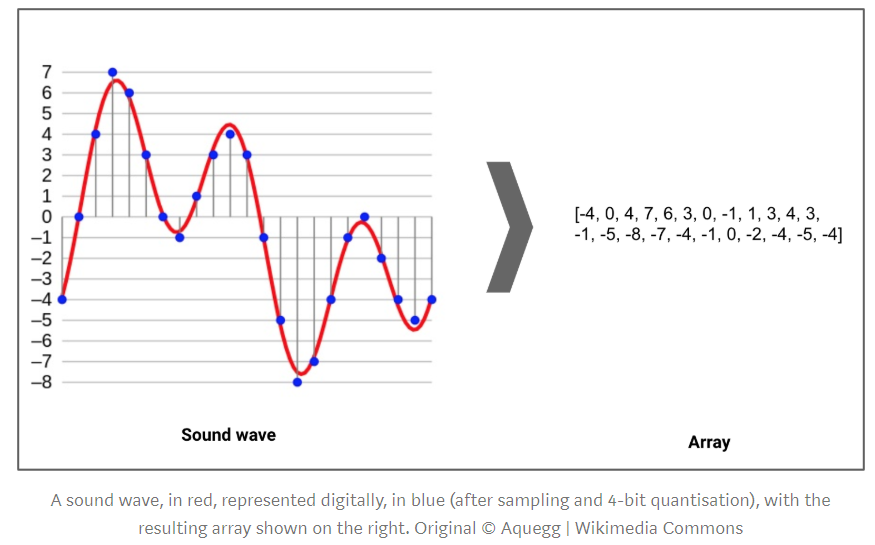 7
6
5
4
3
2
1
0
−1
−2
−3
−4
−5
−6
−7
−8
Sound wave
[-4, 0, 4, 7, 6, 3, 0, -1, 1, 3, 4, 3,
-1, -5, -8, -7, -4, -1, 0, -2, -4, -5, -4]
Array
A sound wave, in red, represented digitally, in blue (after sampling and 4-bit quantisation), with the
resulting array shown on the right. Original © Aquegg | Wikimedia Commons